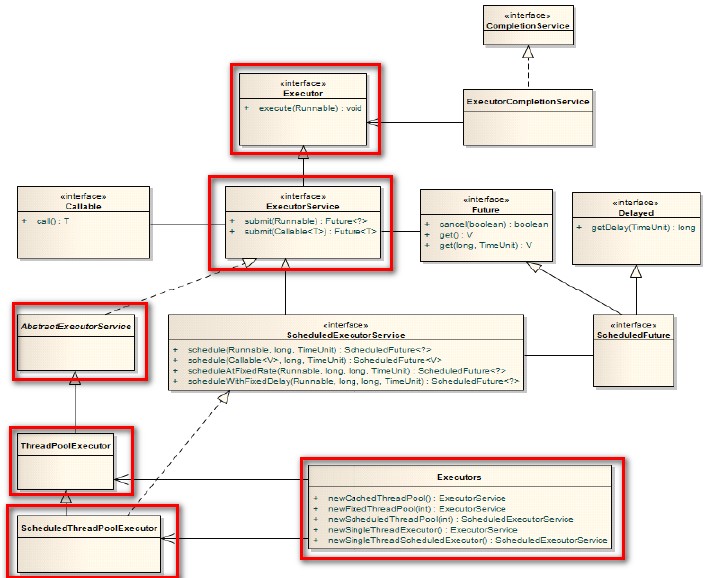 «interface»
CompletionService
«interface»
Executor
+ execute(Runnable) : void
ExecutorCompletionService
«interface»
Callable
+ call() : T
«interface»
ExecutorService
+ submit(Runnable) : Future<?>
+ submit(Callable<T>) : Future<T>
«interface»
Future
+ cancel(boolean) : boolean
+ get() : V
+ get(long, TimeUnit) : V
«interface»
Delayed
+ getDelay(TimeUnit) : long
AbstractExecutorService
«interface»
ScheduledExecutorService
+ schedule(Runnable, long, TimeUnit) : ScheduledFuture<?>
+ schedule(Callable<V>, long, TimeUnit) : ScheduledFuture<V>
+ scheduleAtFixedRate(Runnable, long, long, TimeUnit) : ScheduledFuture<?>
+ scheduleWithFixedDelay(Runnable, long, long, TimeUnit) : ScheduledFuture<?>
«interface»
ScheduledFuture
ThreadPoolExecutor
Executors
+ newCachedThreadPool() : ExecutorService
+ newFixedThreadPool(int) : ExecutorService
+ newScheduledThreadPool(int) : ScheduledExecutorService
+ newSingleThreadExecutor() : ExecutorService
+ newSingleThreadScheduledExecutor() : ScheduledExecutorService
ScheduledThreadPoolExecutor